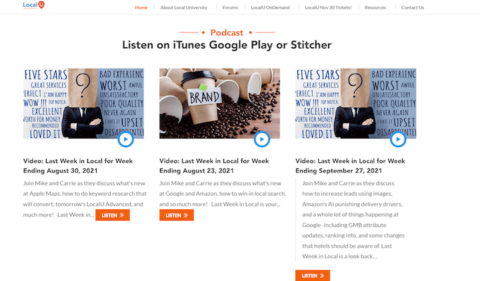 Local U
Home
About Local University
Forums
LocalU OnDemand
LocalU Nov 30 Tickets!
Resources
Contact Us
Podcast
Listen on iTunes Google Play or Stitcher
FIVE STARS
GREAT SERVICES
PERFECT
WOW !!!
TOP NOTCH
EXCELLENT
WORTH FOR MONEY
RECOMMENDED
LOVED IT
?
BAD EXPERIENCE
WORST
AWFUL
UNSATISFACTORY
POOR QUALITY
NEVER AGAIN
UPSET
DISAPPOINTED
BRAND
FIVE STARS
GREAT SERVICES
PERFECT
WOW !!!
TOP NOTCH
EXCELLENT
WORTH FOR MONEY
RECOMMENDED
LOVED IT
?
BAD EXPERIENCE
WORST
AWFUL
UNSATISFACTORY
POOR QUALITY
NEVER AGAIN
UPSET
DISAPPOINTED
Video: Last Week in Local for Week
Ending August 30, 2021
Join Mike and Carrie as they discuss what's new
at Apple Maps, how to do keyword research that
will convert, tomorrow's LocalU Advanced, and
much more! Last Week in... LISTEN
Video: Last Week in Local for Week
Ending August 23, 2021
Join Mike and Carrie as they discuss what's new
at Google and Amazon, how to win in local search,
and so much more! Last Week in Local is your...
LISTEN
Video: Last Week in Local for Week
Ending September 27, 2021
Join Mike and Carrie as they discuss
how to increase leads using images,
Amazon's AI punishing delivery drivers,
and a whole lot of things happening at
Google -including GMB attribute
updates, ranking info, and some changes
that hotels should be aware of. Last
Week in Local is a look back...
LISTEN